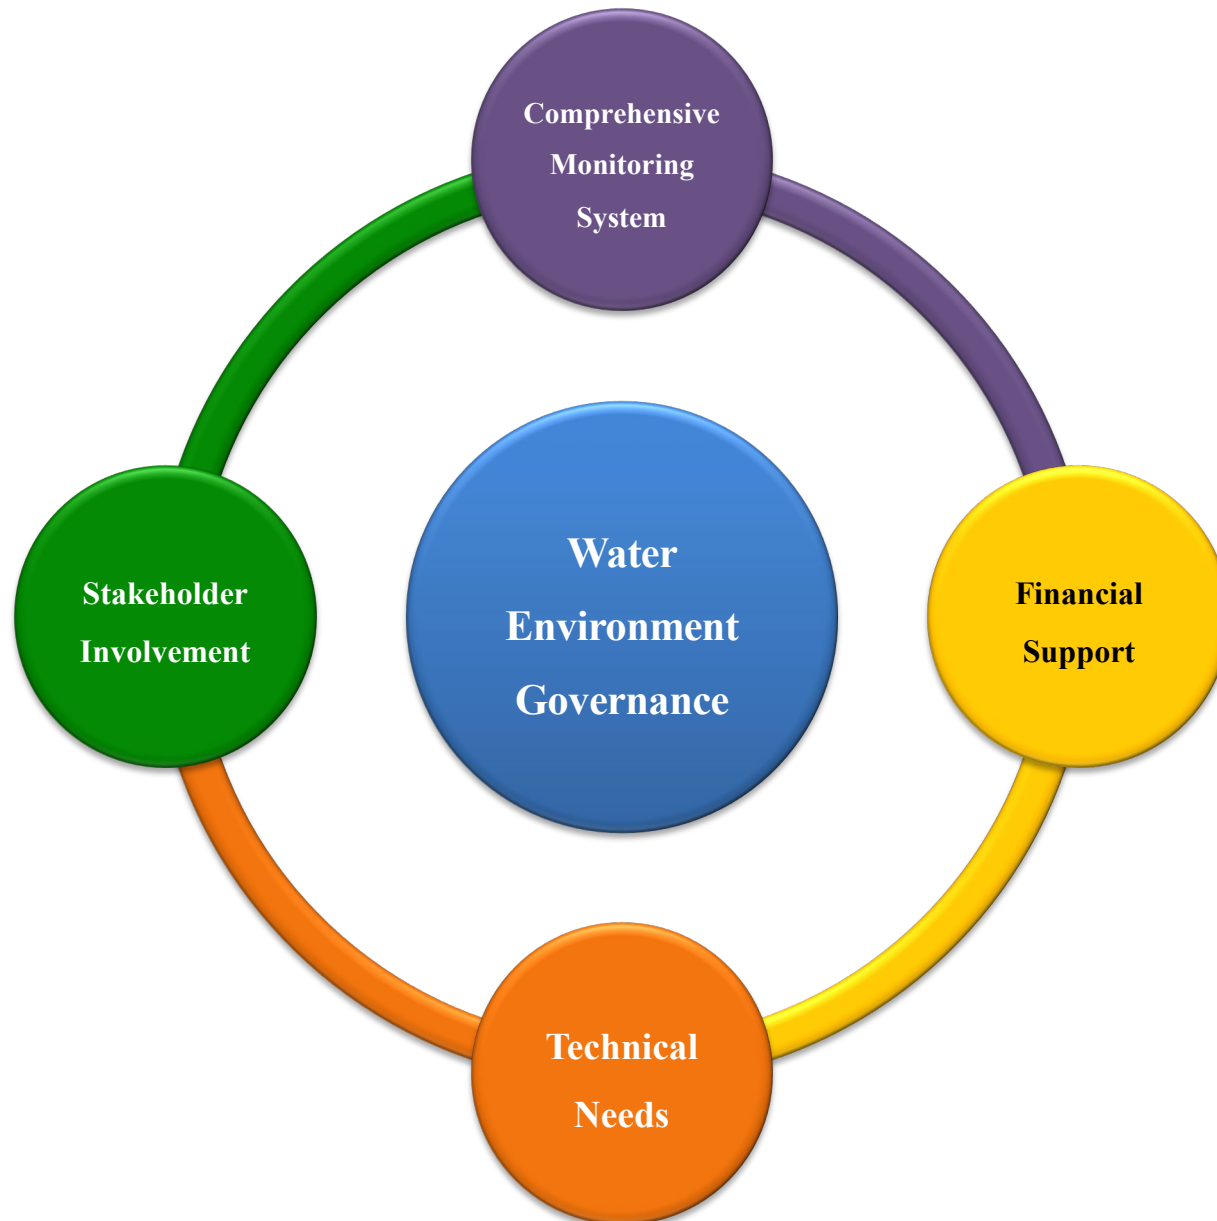 Comprehensive
Monitoring
System
Stakeholder
Involvement
Water
Environment
Governance
Financial
Support
Technical
Needs